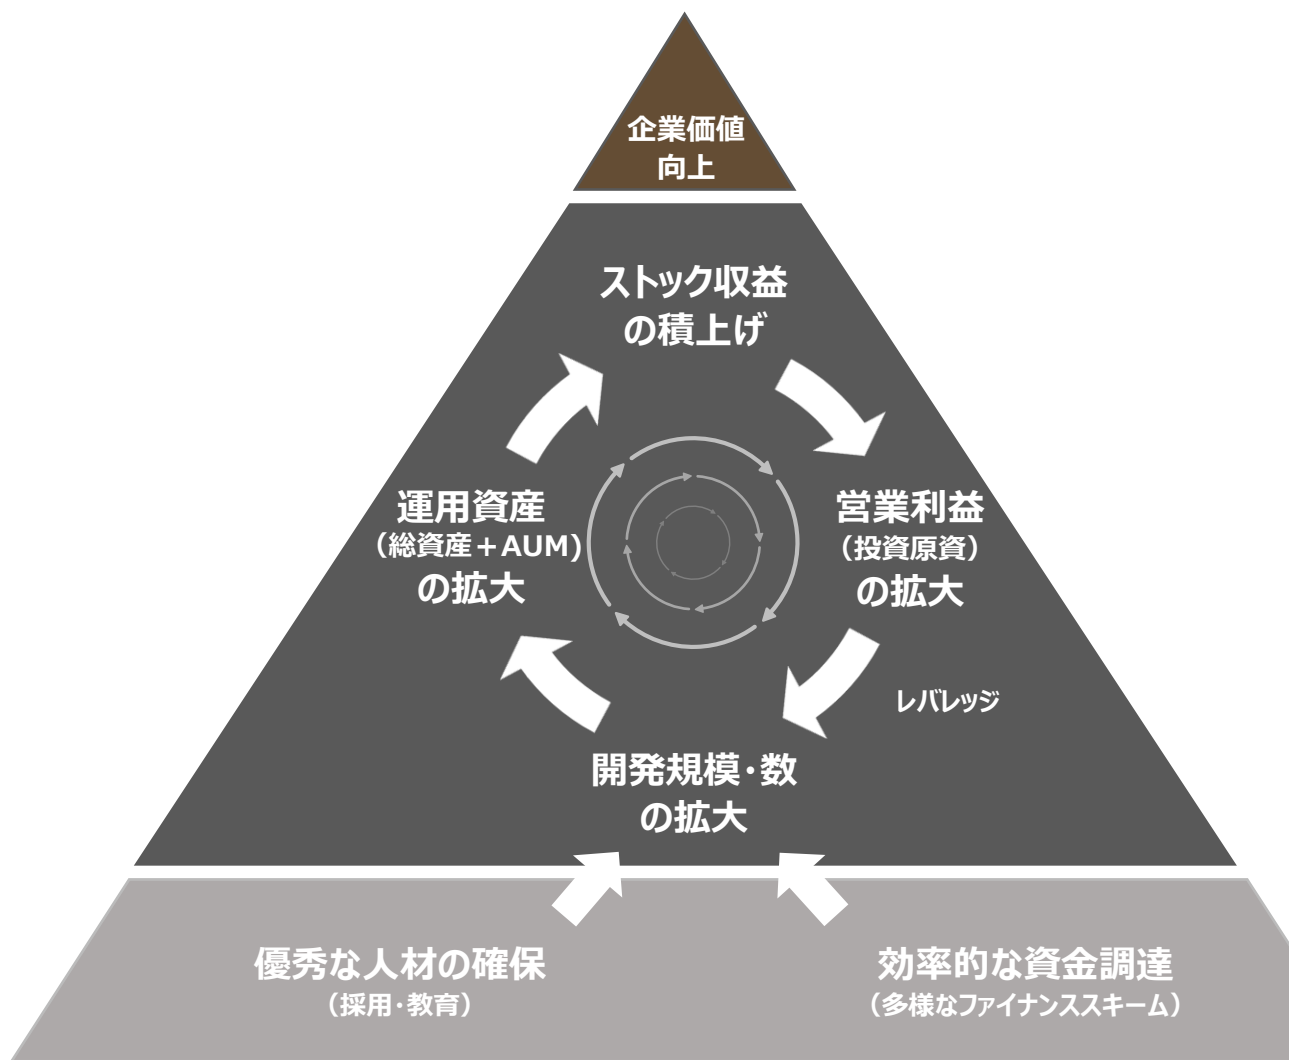 企業価値
向上
ストック収益
の積上げ
運用資産
（総資産＋AUM）
の拡大
営業利益
（投資原資）
の拡大
レバレッジ
開発規模・数
の拡大
優秀な人材の確保
（採用・教育）
効率的な資金調達
（多様なファイナンススキーム）